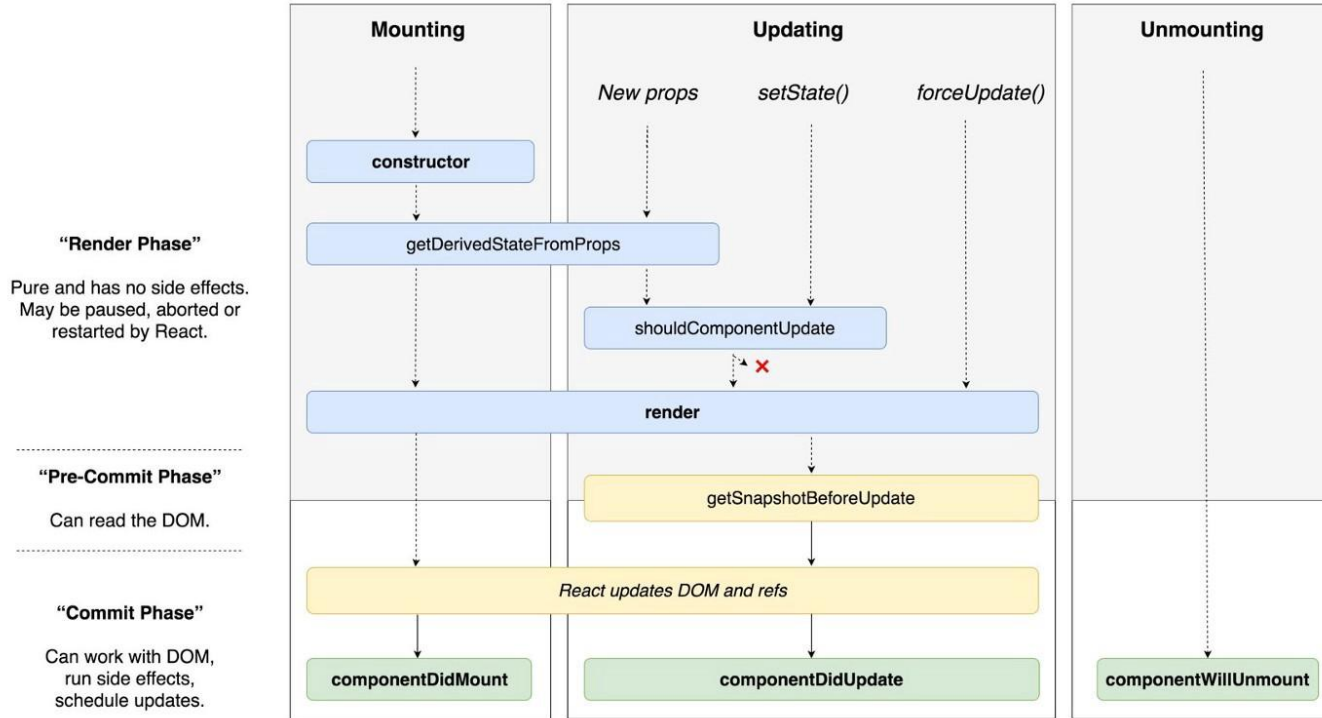 Mounting
Updating
Unmounting
New props
setState()
forceUpdate()
constructor
getDerivedStateFromProps
“Render Phase”
Pure and has no side effects.
May be paused, aborted or
restarted by React.
shouldComponentUpdate
render
“Pre-Commit Phase”
Can read the DOM.
getSnapshotBeforeUpdate
React updates DOM and refs
“Commit Phase”
Can work with DOM,
run side effects,
schedule updates.
componentDidMount
componentDidUpdate
componentWillUnmount